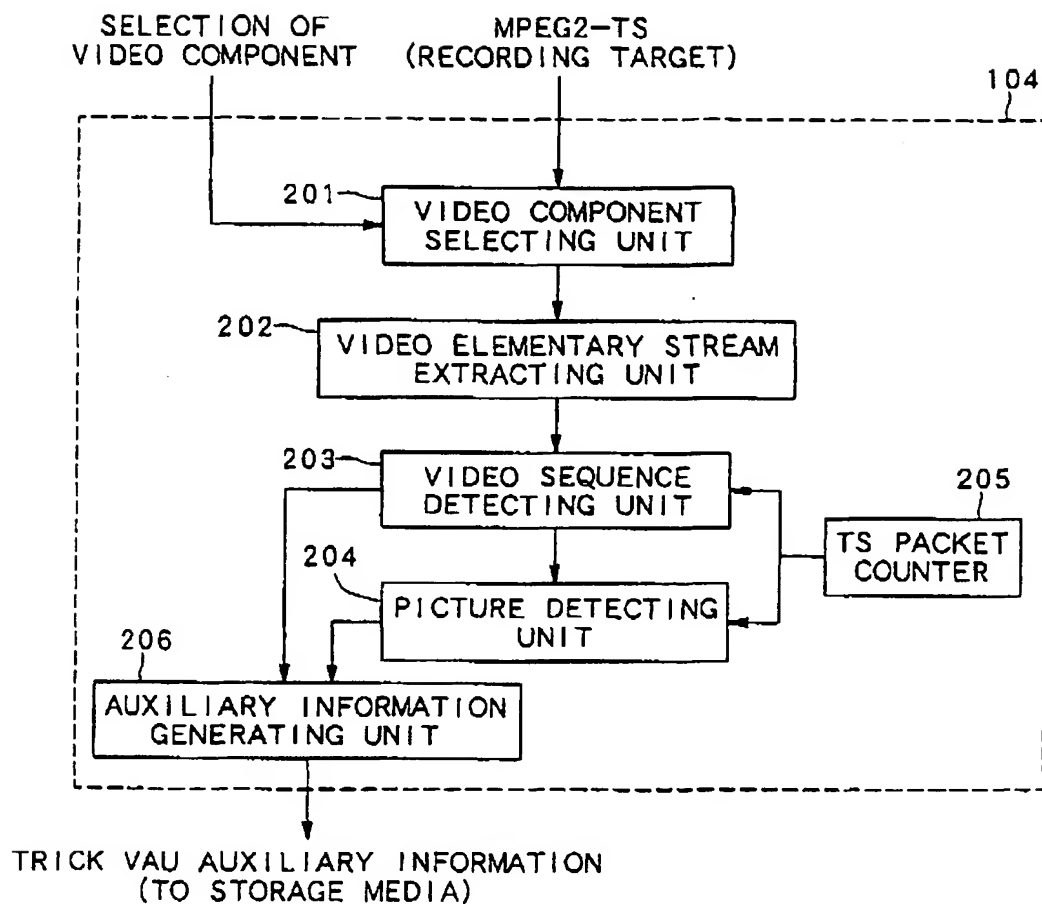 SELECTION OF
VIDEO COMPONENT
MPEG2-TS
(RECORDING TARGET)
104
201
VIDEO COMPONENT
SELECTING UNIT
202
VIDEO ELEMENTARY STREAM
EXTRACTING UNIT
203
VIDEO SEQUENCE
DETECTING UNIT
205
TS PACKET
COUNTER
204
PICTURE DETECTING
UNIT
206
AUXILIARY INFORMATION
GENERATING UNIT
TRICK VAU AUXILIARY INFORMATION
(TO STORAGE MEDIA)